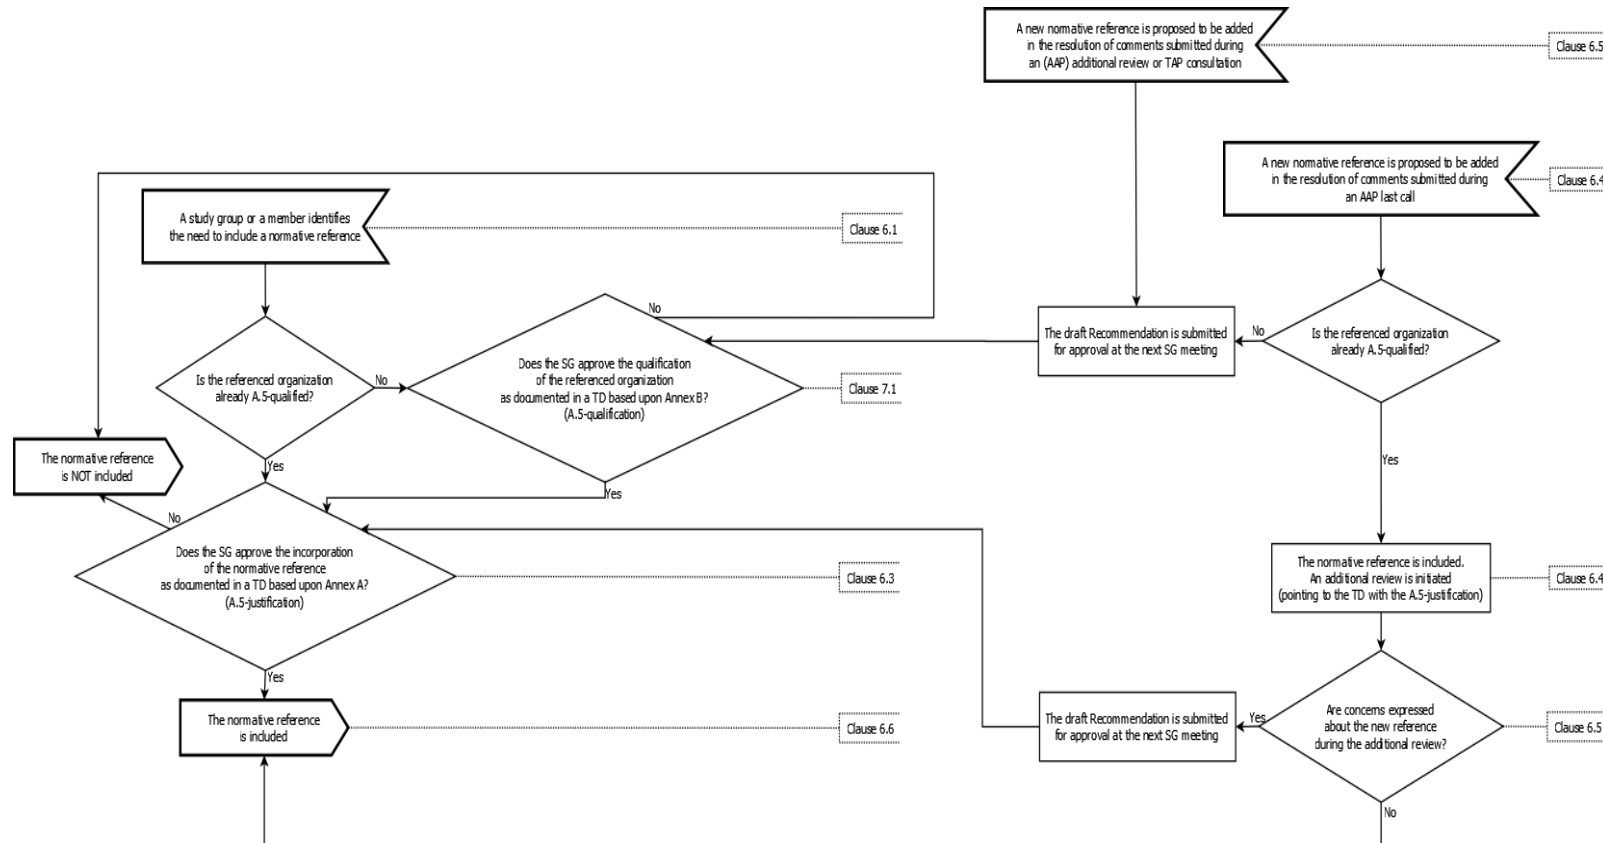 A new normative reference is proposed to be added
in the resolution of comments submitted during
an (AAP) additional review or TAP consultation
Clause 6.5
A new normative reference is proposed to be added
in the resolution of comments submitted during
an AAP last call
Clause 6.4
A study group or a member identifies
the need to include a normative reference
Clause 6.1
No
The draft Recommendation is submitted
for approval at the next SG meeting
No
Is the referenced organization
already A.5-qualified?
Is the referenced organization
already A.5-qualified?
No
Does the SG approve the qualification
of the referenced organization
as documented in a TD based upon Annex B?
(A.5-qualification)
Clause 7.1
The normative reference
is NOT included
Yes
Yes
Yes
No
Does the SG approve the incorporation
of the normative reference
as documented in a TD based upon Annex A?
(A.5-justification)
Clause 6.3
The normative reference is included.
An additional review is initiated
(pointing to the TD with the A.5-justification)
Clause 6.4
Yes
The normative reference
is included
Clause 6.6
The draft Recommendation is submitted
for approval at the next SG meeting
Yes
Are concerns expressed
about the new reference
during the additional review?
Clause 6.5
No